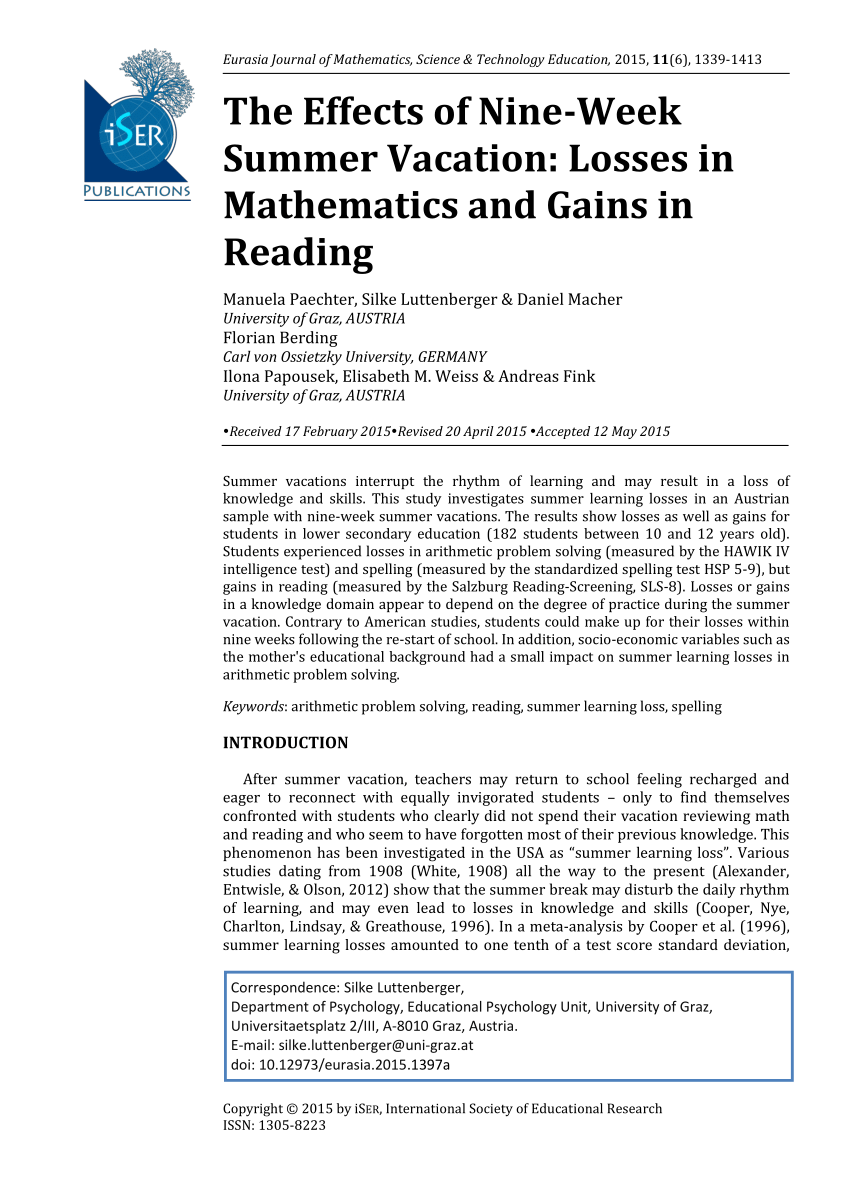 Eurasia Journal of Mathematics, Science & Technology Education, 2015, 11(6), 1339-1413
iSER
PUBLICATIONS
The Effects of Nine-Week
Summer Vacation: Losses in
Mathematics and Gains in
Reading
Manuela Paechter, Silke Luttenberger & Daniel Macher
University of Graz, AUSTRIA
Florian Berding
Carl von Ossietzky University, GERMANY
Ilona Papousek, Elisabeth M. Weiss & Andreas Fink
University of Graz, AUSTRIA
•Received 17 February 2015•Revised 20 April 2015 •Accepted 12 May 2015
Summer vacations interrupt the rhythm of learning and may result in a loss of
knowledge and skills. This study investigates summer learning losses in an Austrian
sample with nine-week summer vacations. The results show losses as well as gains for
students in lower secondary education (182 students between 10 and 12 years old).
Students experienced losses in arithmetic problem solving (measured by the HAWIK IV
intelligence test) and spelling (measured by the standardized spelling test HSP 5-9), but
gains in reading (measured by the Salzburg Reading-Screening, SLS-8). Losses or gains
in a knowledge domain appear to depend on the degree of practice during the summer
vacation. Contrary to American studies, students could make up for their losses within
nine weeks following the re-start of school. In addition, socio-economic variables such as
the mother's educational background had a small impact on summer learning losses in
arithmetic problem solving.
Keywords: arithmetic problem solving, reading, summer learning loss, spelling
INTRODUCTION
After summer vacation, teachers may return to school feeling recharged and
eager to reconnect with equally invigorated students – only to find themselves
confronted with students who clearly did not spend their vacation reviewing math
and reading and who seem to have forgotten most of their previous knowledge. This
phenomenon has been investigated in the USA as “summer learning loss”. Various
studies dating from 1908 (White, 1908) all the way to the present (Alexander,
Entwisle, & Olson, 2012) show that the summer break may disturb the daily rhythm
of learning, and may even lead to losses in knowledge and skills (Cooper, Nye,
Charlton, Lindsay, & Greathouse, 1996). In a meta-analysis by Cooper et al. (1996),
summer learning losses amounted to one tenth of a test score standard deviation,
Correspondence: Silke Luttenberger,
Department of Psychology, Educational Psychology Unit, University of Graz,
Universitaetsplatz 2/III, A-8010 Graz, Austria.
E-mail: silke.luttenberger@uni-graz.at
doi: 10.12973/eurasia.2015.1397a
Copyright © 2015 by iSER, International Society of Educational Research
ISSN: 1305-8223